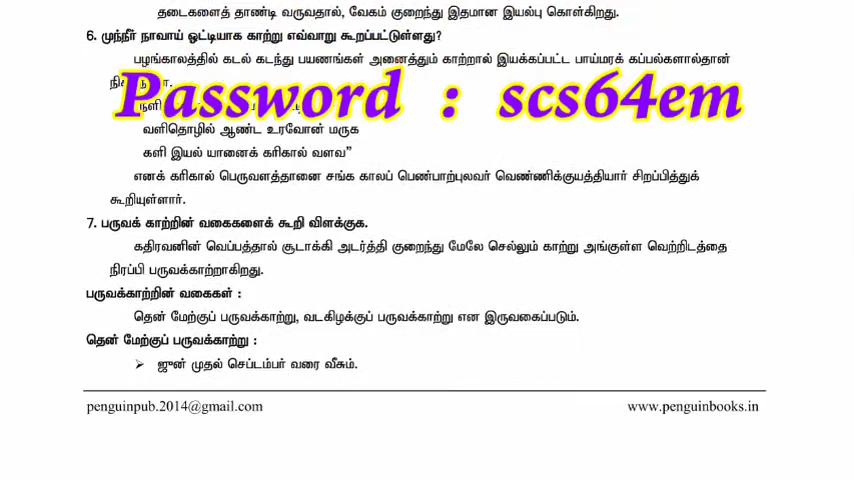 தடைகளைத் தாண்டி வருவதால், வேகம் குறைந்து இதமான இயல்பு கொள்கிறது.
6. முந்நீர் நாவாய் ஓட்டியாக காற்று எவ்வாறு கூறப்பட்டுள்ளது?
பழங்காலத்தில் கடல் கடந்து பயணங்கள் அனைத்தும் காற்றால் இயக்கப்பட்ட பாய்மரக் கப்பல்களால்தான்
Password : scs64em
வளிதொழில் ஆண்ட உரவோன் மருக
களி இயல் யானைக் கரிகால் வளவ”
எனக் கரிகால் பெருவளத்தானை சங்க காலப் பெண்பாற்புலவர் வெண்ணிக்குயத்தியார் சிறப்பித்துக்
கூறியுள்ளார்.
7. பருவக் காற்றின் வகைகளைக் கூறி விளக்குக.
கதிரவனின் வெப்பத்தால் சூடாக்கி அடர்த்தி குறைந்து மேலே செல்லும் காற்று அங்குள்ள வெற்றிடத்தை
நிரப்பி பருவக்காற்றாகிறது.
பருவக்காற்றின் வகைகள் :
தென் மேற்குப் பருவக்காற்று, வடகிழக்குப் பருவக்காற்று என இருவகைப்படும்.
தென் மேற்குப் பருவக்காற்று :
➢ ஜுன் முதல் செப்டம்பர் வரை வீசும்.
penguinpub.2014@gmail.com www.penguinbooks.in